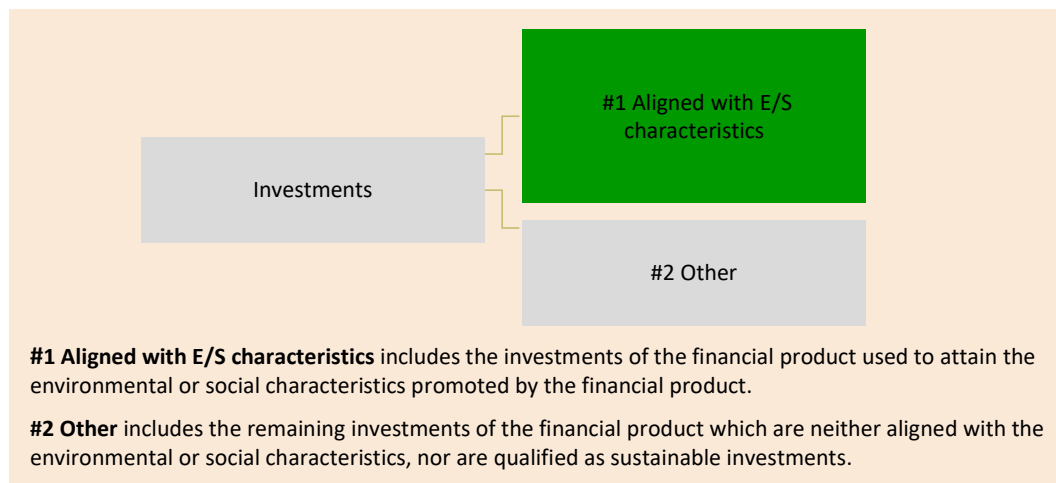 #1 Aligned with E/S
characteristics
Investments
#2 Other
#1 Aligned with E/S characteristics includes the investments of the financial product used to attain the
environmental or social characteristics promoted by the financial product.
#2 Other includes the remaining investments of the financial product which are neither aligned with the
environmental or social characteristics, nor are qualified as sustainable investments.